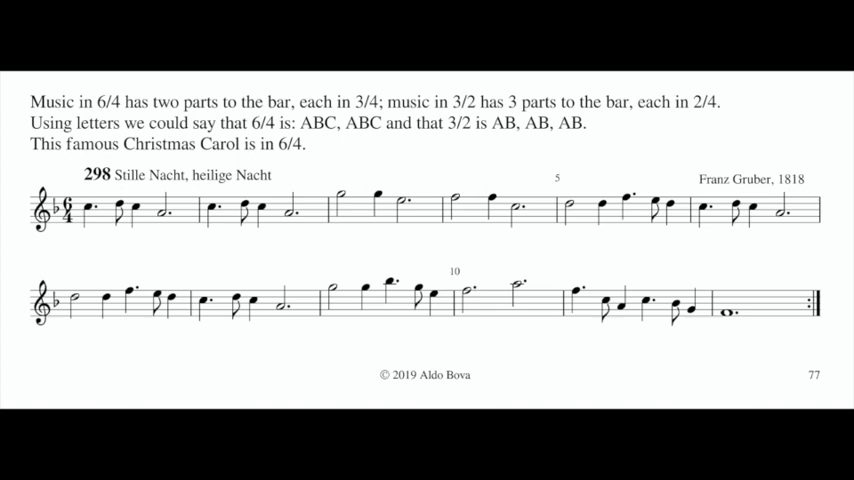 Music in 6/4 has two parts to the bar, each in 3/4; music in 3/2 has 3 parts to the bar, each in 2/4.
Using letters we could say that 6/4 is: ABC, ABC and that 3/2 is AB, AB, AB.
This famous Christmas Carol is in 6/4.
298 Stille Nacht, heilige Nacht
5
Franz Gruber, 1818
6
4
10
© 2019 Aldo Bova
77